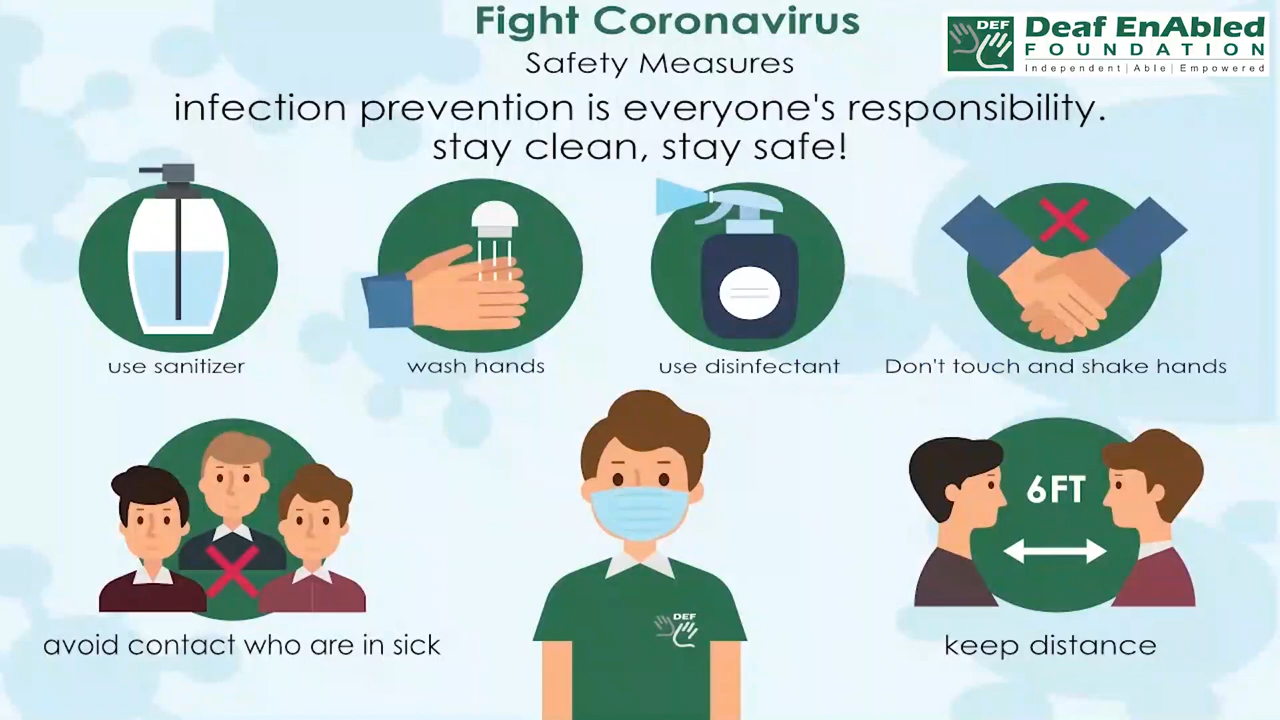 Fight Coronavirus
Safety Measures
DEF
Deaf EnAbled
FOUNDATION
Independent | Able | Empowered
infection prevention is everyone's responsibility.
stay clean, stay safe!
use sanitizer
wash hands
use disinfectant
Don't touch and shake hands
6FT
DEF
avoid contact who are in sick
keep distance